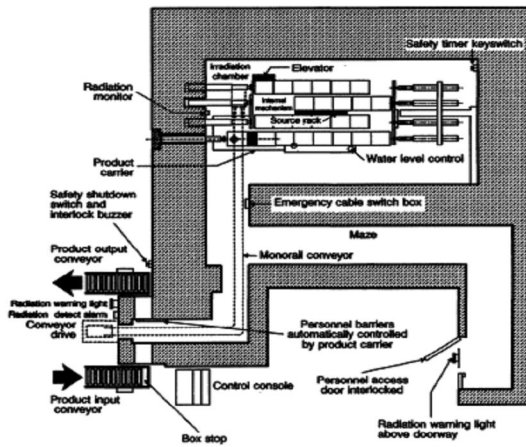 Safety timer keyswitch
Irradiation
chamber
Elevator
Radiation
monitor
Internal
mechanism
Source rack
Product
carrier
Water level control
Safety shutdown
switch and
interlock buzzer
Emergency cable switch box
Maze
Product output
conveyor
Monorail conveyor
Radiation warning light
Radiation detect alarm
Conveyor
drive
Personnel barriers
automatically controlled
by product carrier
Product input
conveyor
Control console
Box stop
Personnel access
door interlocked
Radiation warning light
above doorway